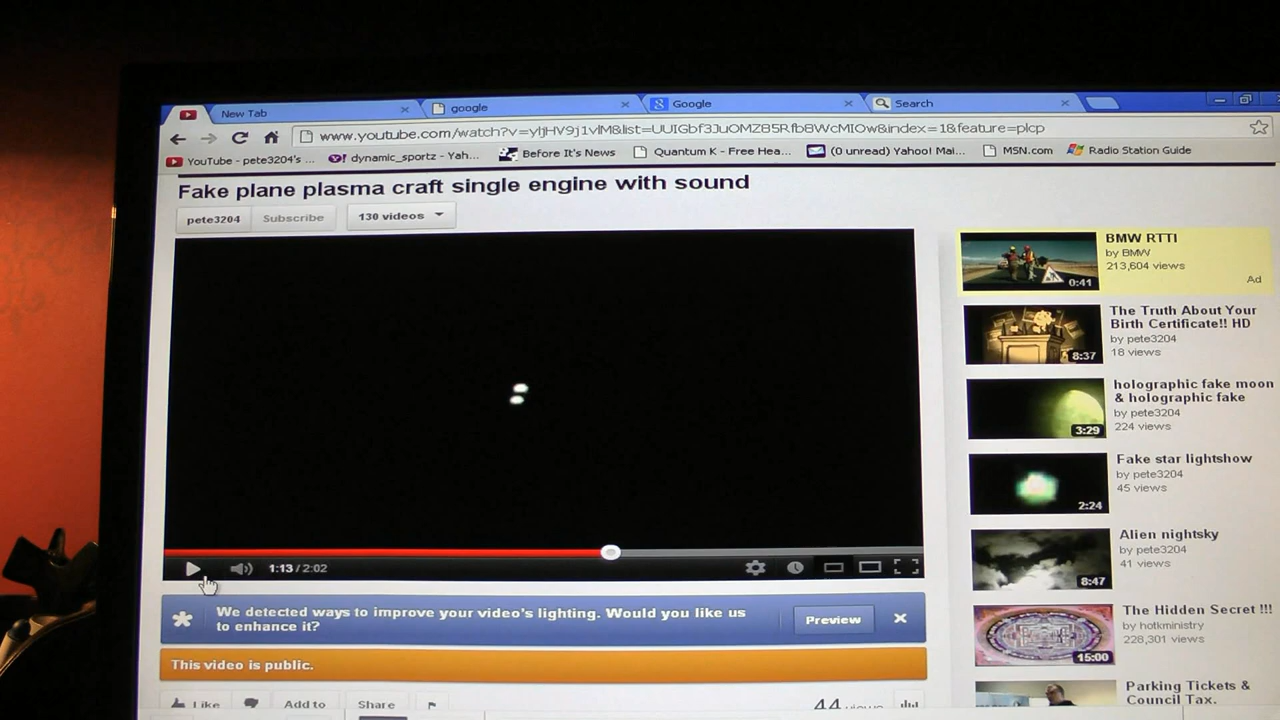 New Tab
google
Google
Search
www.youtube.com/watch?v=yljHV9j1vlM&list=UUIGbf3JuOMZB5Rfb8WcMIOw&index=1&feature=plcp
YouTube - pete3204's ...
dynamic_sportz - Yah...
Before It's News
Quantum K - Free Hea...
(0 unread) Yahoo! Mai...
MSN.com
Radio Station Guide
Fake plane plasma craft single engine with sound
pete3204
Subscribe
130 videos
1:13 / 2:02
We detected ways to improve your video's lighting. Would you like us
to enhance it?
Preview
This video is public.
Like
Add to
Share
44 views
BMW RTTI
by BMW
213,604 views
Ad
0:41
The Truth About Your
Birth Certificate!! HD
by pete3204
18 views
8:37
holographic fake moon
& holographic fake
by pete3204
224 views
3:29
Fake star lightshow
by pete3204
45 views
2:24
Alien nightsky
by pete3204
41 views
8:47
The Hidden Secret !!!
by hotkministry
228,301 views
15:00
Parking Tickets &
Council Tax.